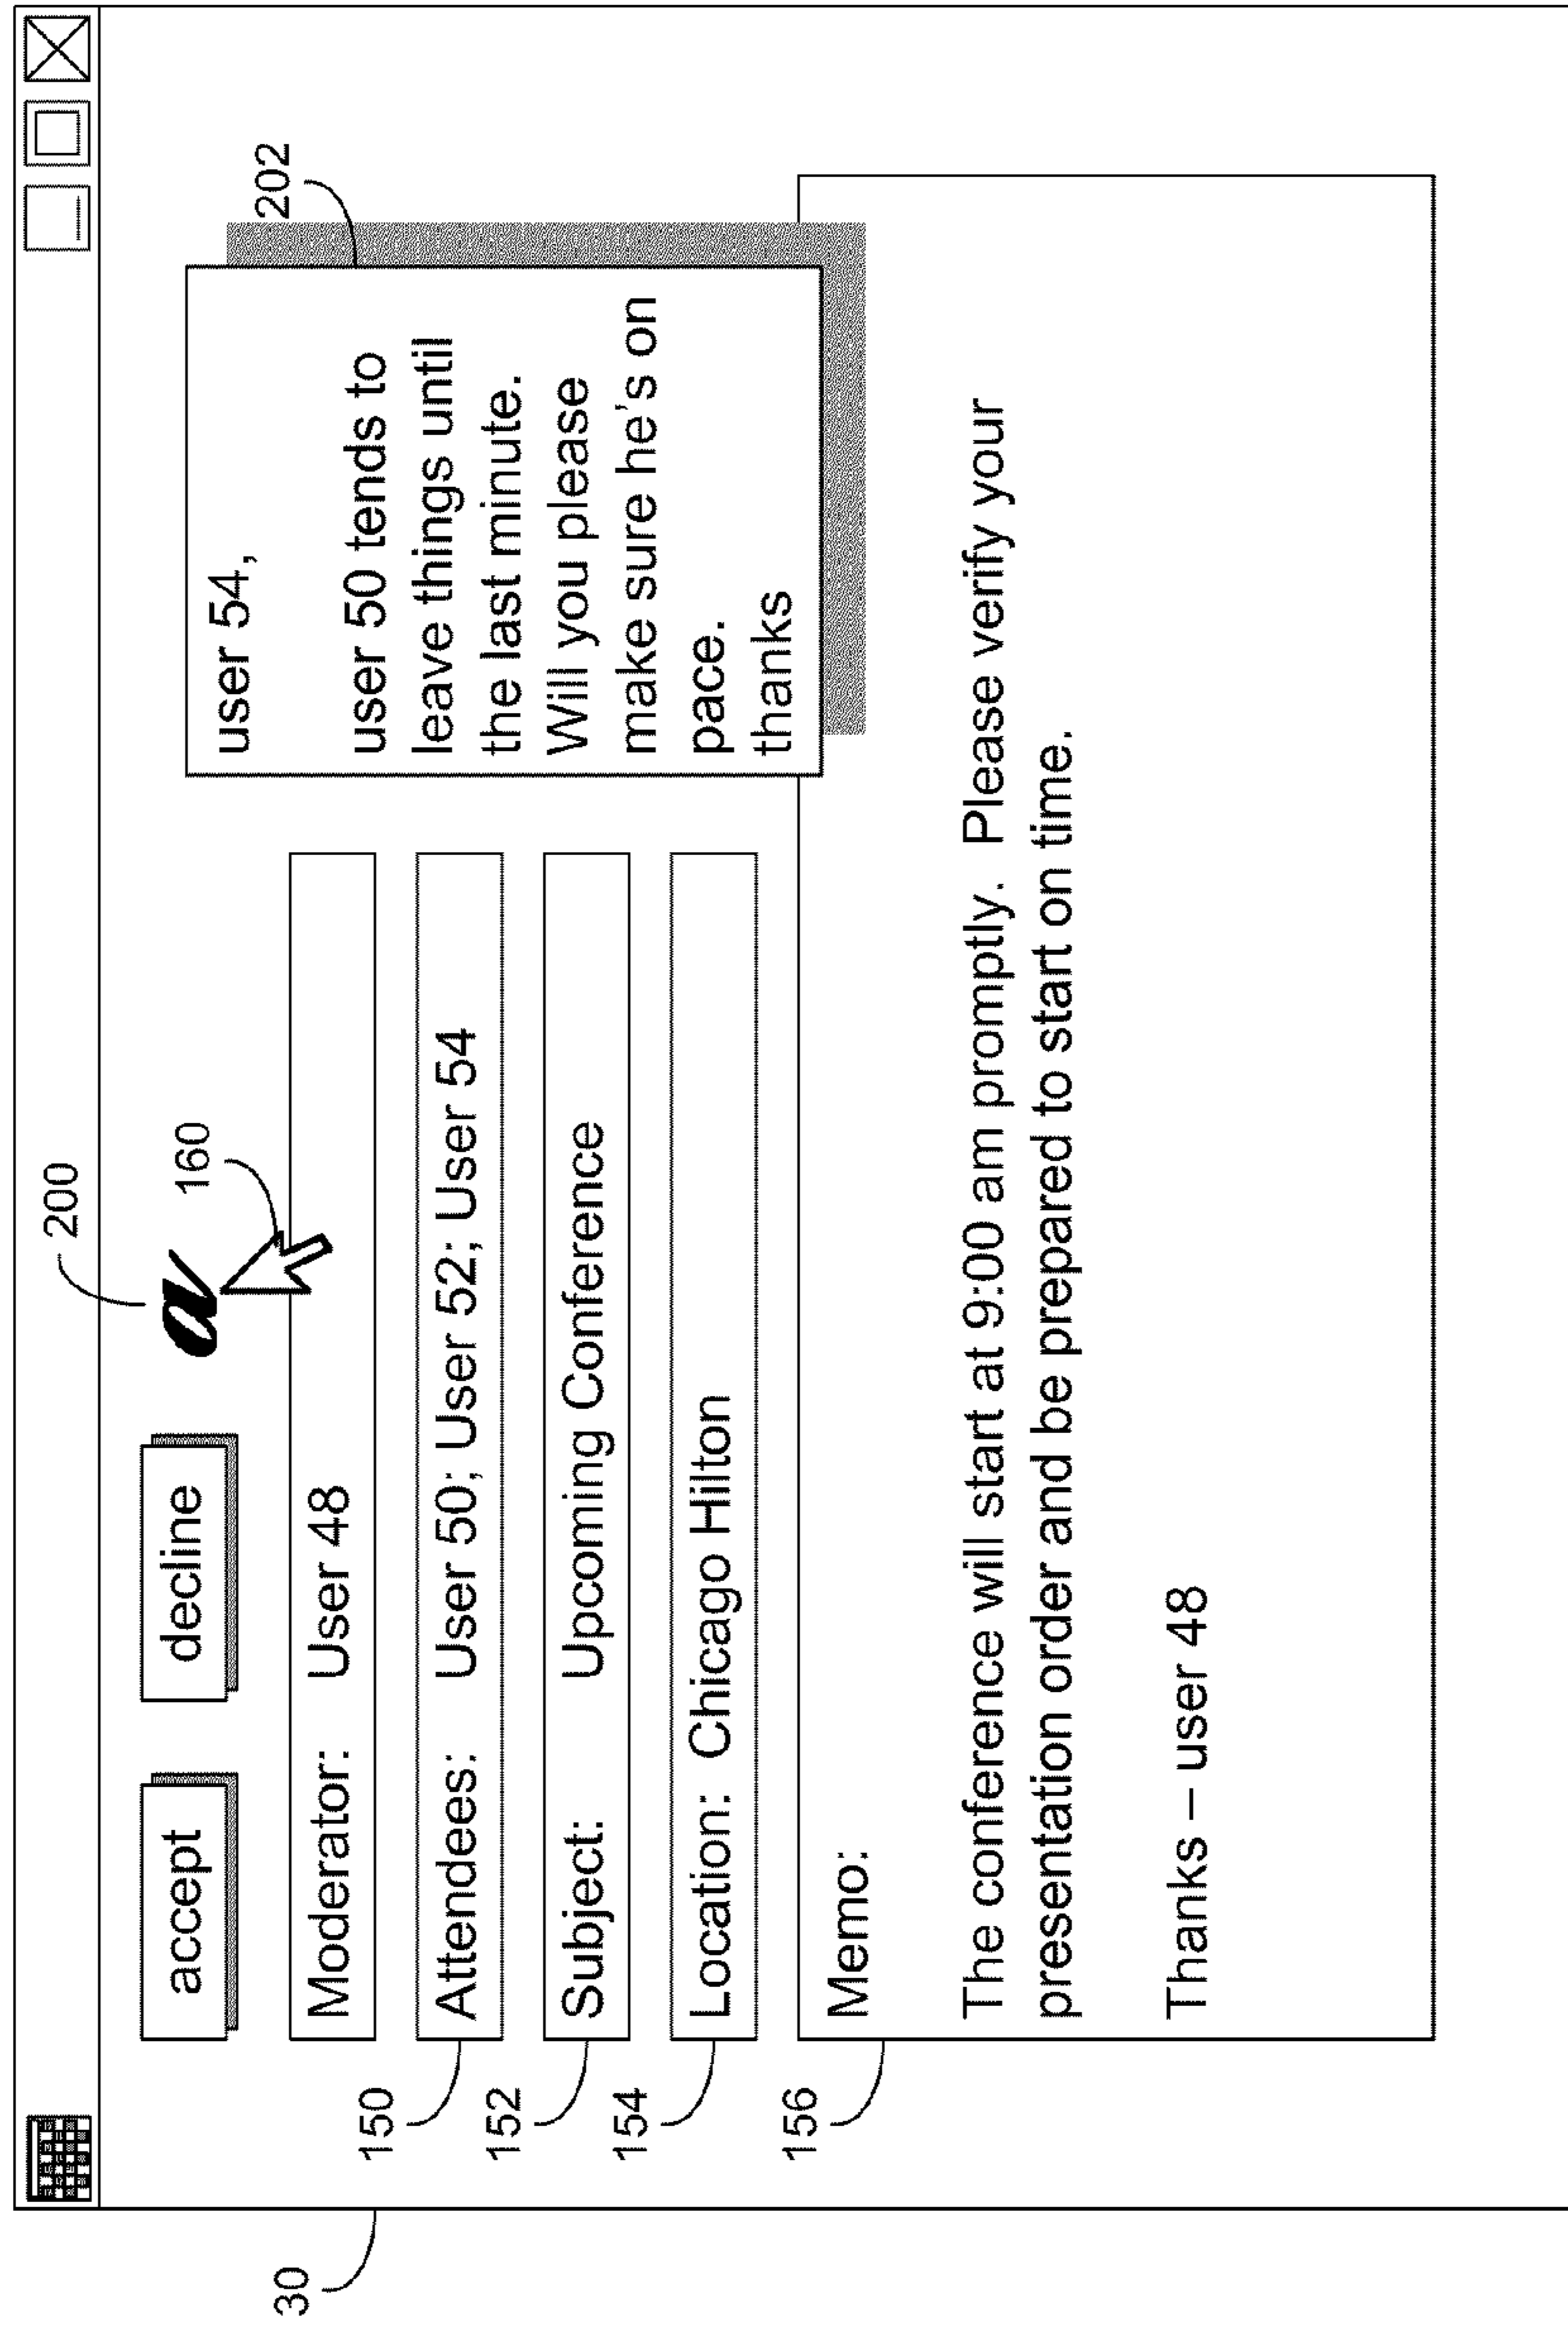 200
accept
decline
a
160
202
Moderator: User 48
150
Attendees: User 50; User 52; User 54
152
Subject: Upcoming Conference
154
Location: Chicago Hilton
user 54,
user 50 tends to
leave things until
the last minute.
Will you please
make sure he's on
pace.
thanks
156
Memo:
The conference will start at 9:00 am promptly. Please verify your
presentation order and be prepared to start on time.
Thanks – user 48
30